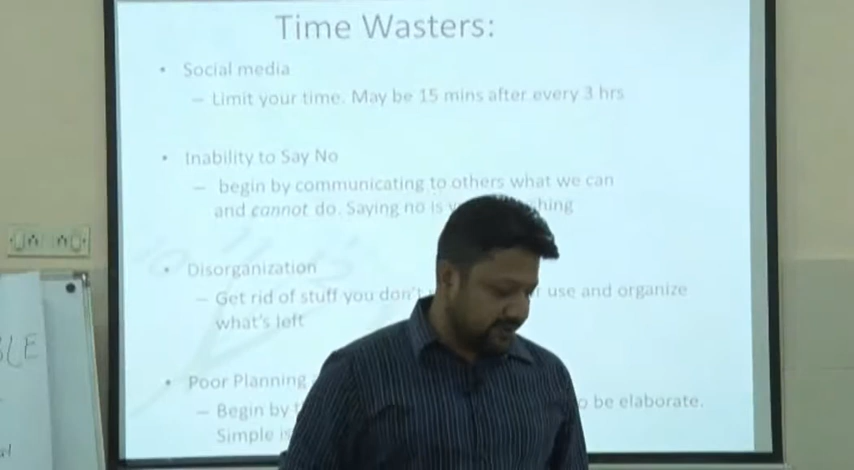 Time Wasters:
• Social media
– Limit your time. May be 15 mins after every 3 hrs
• Inability to Say No
– begin by communicating to others what we can
and cannot do. Saying no is
• Disorganization
– Get rid of stuff you don't use and organize
what's left
• Poor Planning
– Begin by be elaborate.
Simple is